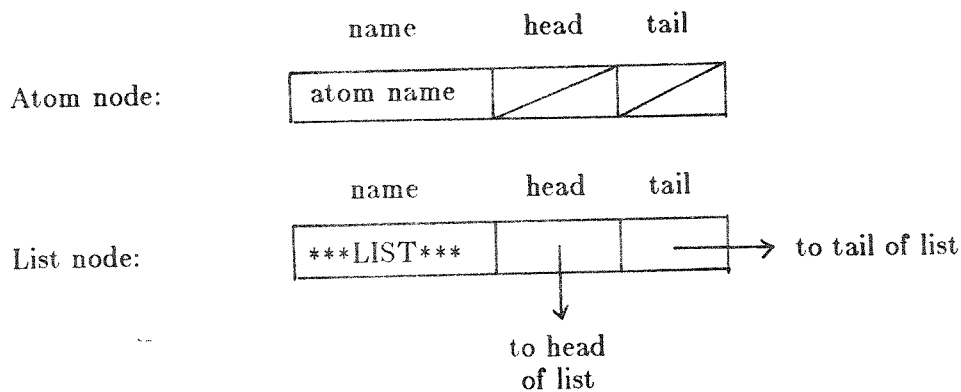 name head tail
Atom node: atom name
name head tail
List node: ***LIST*** to tail of list
to head
of list